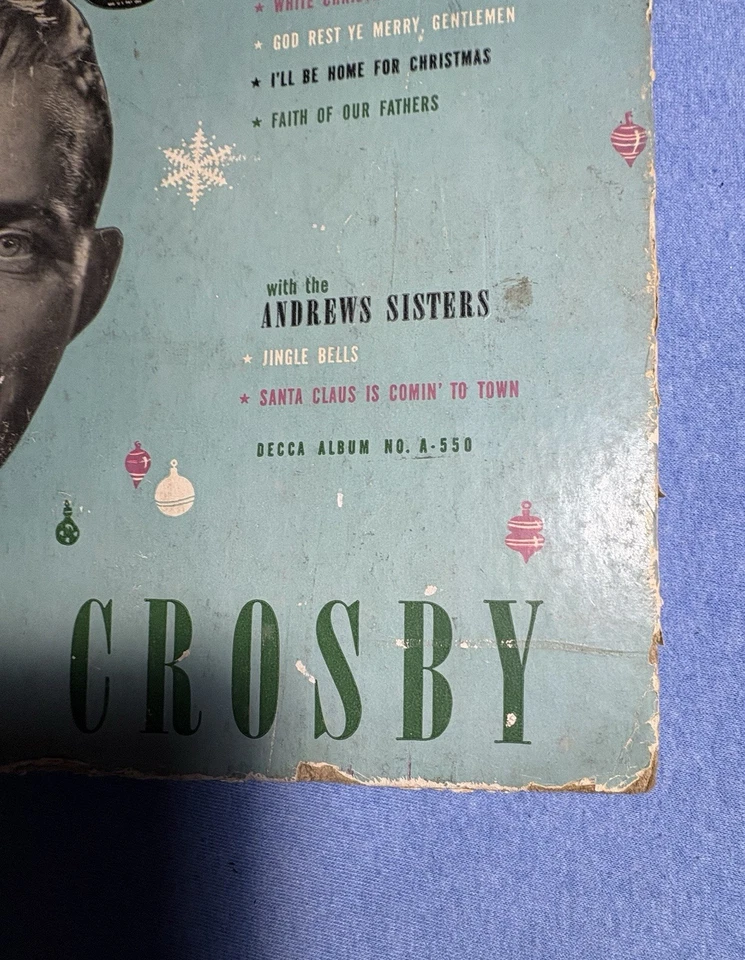 ★ WHITE
★ GOD REST YE MERRY, GENTLEMEN
★ I'LL BE HOME FOR CHRISTMAS
★ FAITH OF OUR FATHERS
with the
ANDREWS SISTERS
★ JINGLE BELLS
★ SANTA CLAUS IS COMIN' TO TOWN
DECCA ALBUM NO. A-550
CROSBY